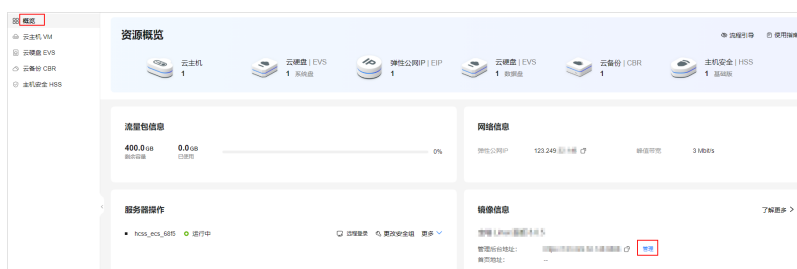 概览
云主机 VM
云硬盘 EVS
云备份 CBR
主机安全 HSS
资源概览
流程引导 使用指南
云主机
1
云硬盘 | EVS
1 系统盘
弹性公网IP | EIP
1
云硬盘 | EVS
1 数据盘
云备份 | CBR
1
主机安全 | HSS
1 基础版
流量包信息
400.0 GB 0.0 GB
剩余容量 已使用
0%
网络信息
弹性公网IP 123.249 峰值带宽 3 Mbit/s
服务器操作
hcss_ecs_6815 运行中 远程登录 更改安全组 更多
镜像信息 了解更多 >
管理后台地址: 管理
首页地址: --